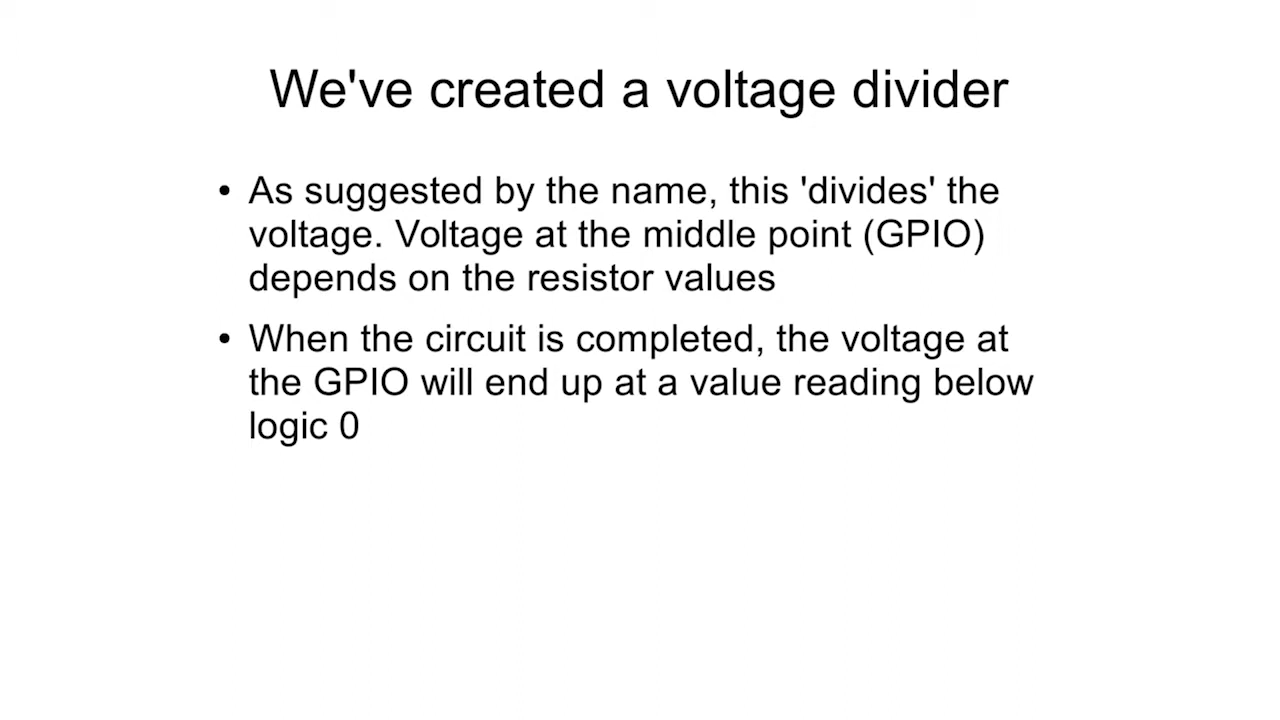 We've created a voltage divider
• As suggested by the name, this 'divides' the
voltage. Voltage at the middle point (GPIO)
depends on the resistor values
• When the circuit is completed, the voltage at
the GPIO will end up at a value reading below
logic 0